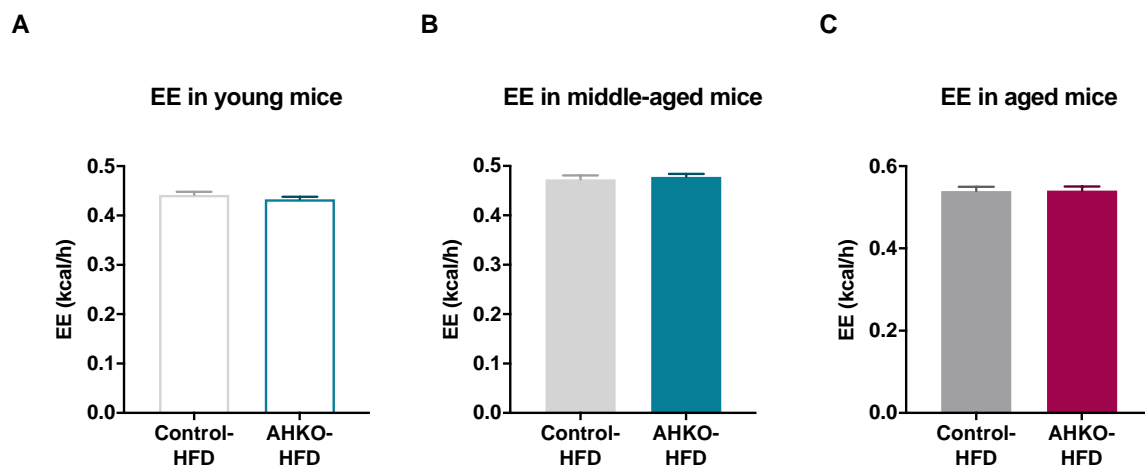 A
EE in young mice
EE (kcal/h)
0.5
0.4
0.3
0.2
0.1
0.0
Control-
HFD
AHKO-
HFD
B
EE in middle-aged mice
EE (kcal/h)
0.5
0.4
0.3
0.2
0.1
0.0
Control-
HFD
AHKO-
HFD
C
EE in aged mice
EE (kcal/h)
0.6
0.4
0.2
0.0
Control-
HFD
AHKO-
HFD